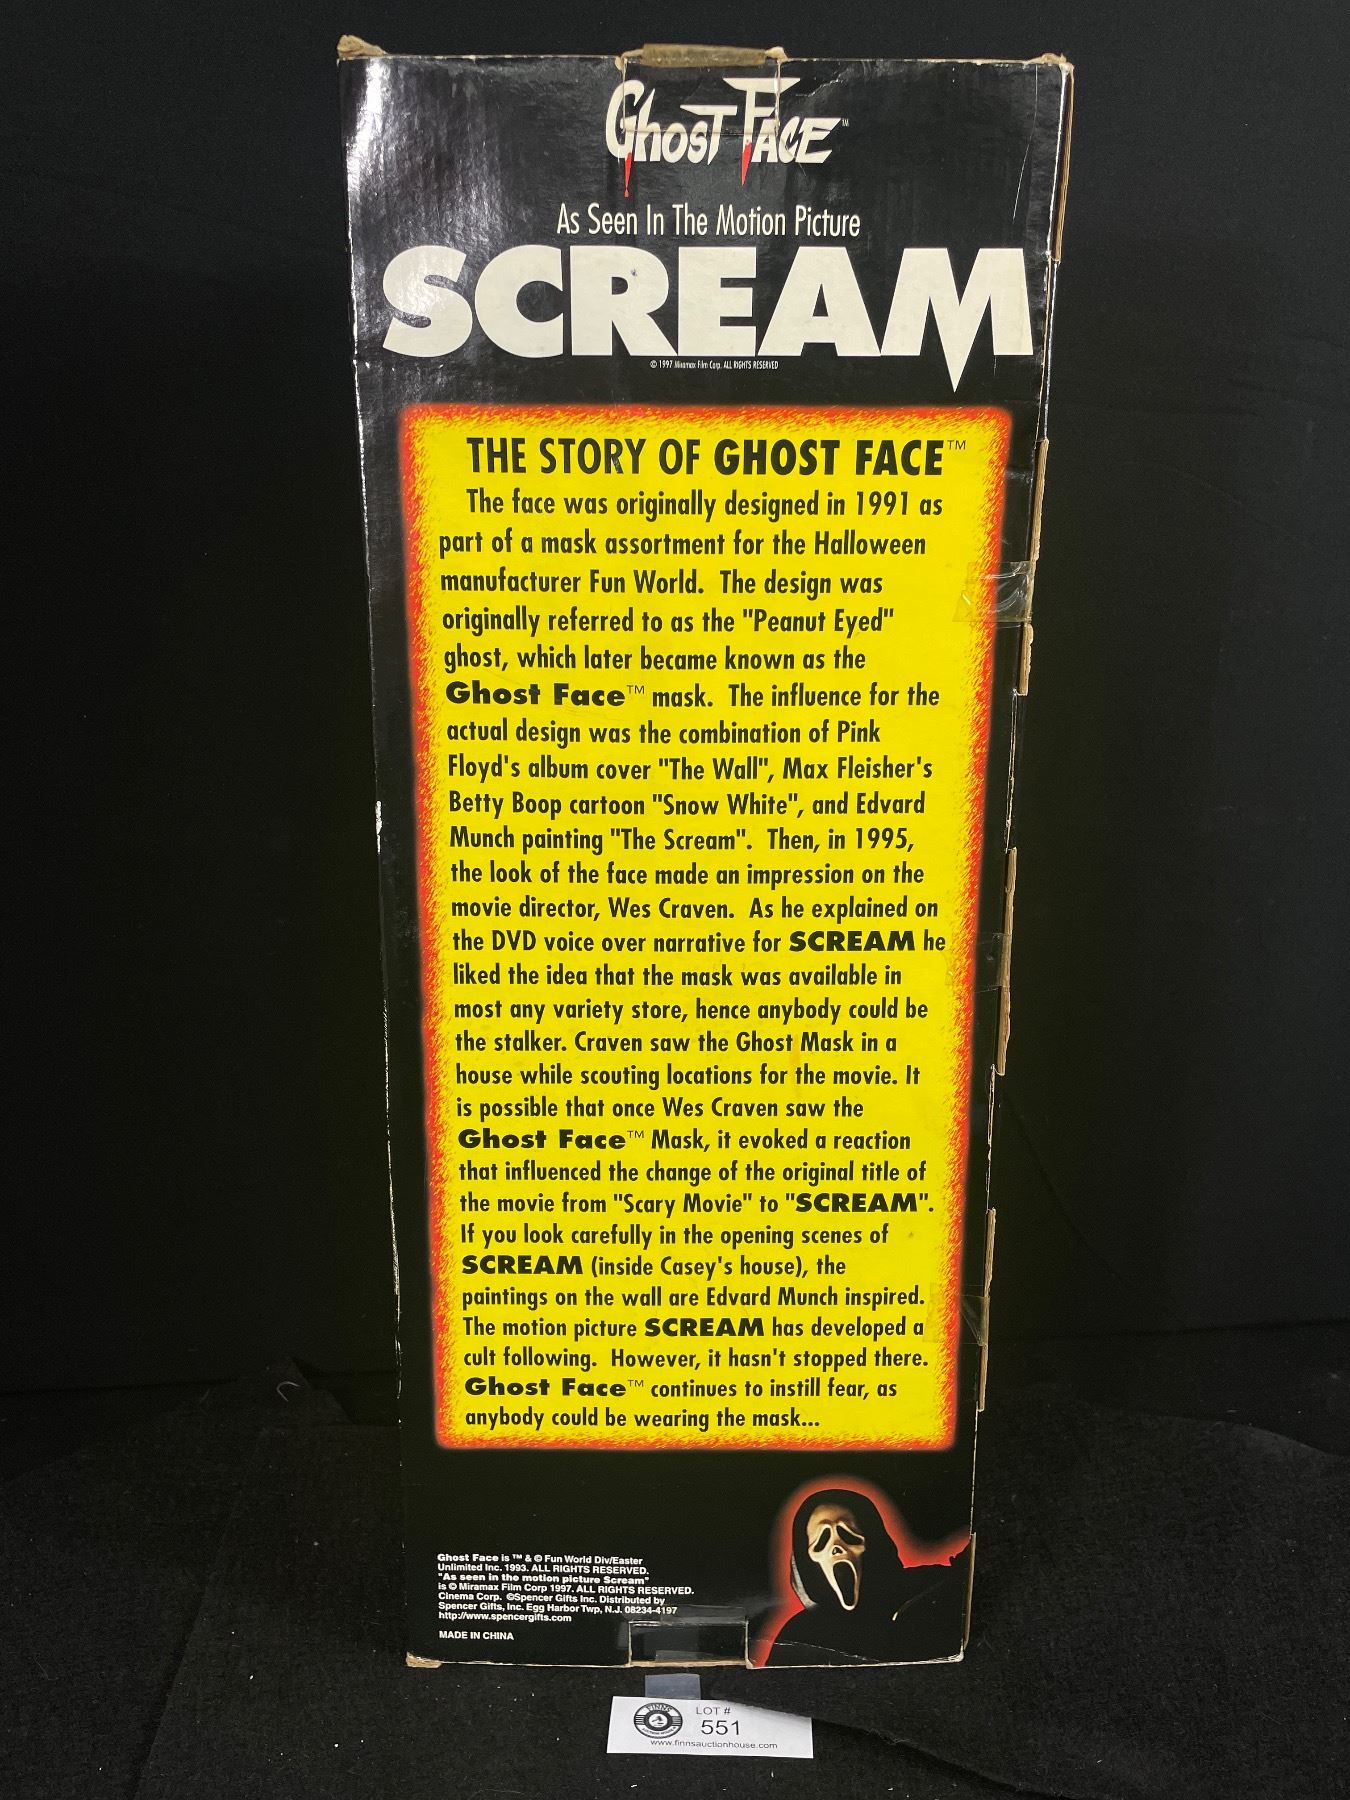 Ghost Face™
As Seen In The Motion Picture
SCREAM
© 1997 Miramax Film Corp. ALL RIGHTS RESERVED
THE STORY OF GHOST FACE™
The face was originally designed in 1991 as
part of a mask assortment for the Halloween
manufacturer Fun World. The design was
originally referred to as the "Peanut Eyed"
ghost, which later became known as the
Ghost Face™ mask. The influence for the
actual design was the combination of Pink
Floyd's album cover "The Wall", Max Fleisher's
Betty Boop cartoon "Snow White", and Edvard
Munch painting "The Scream". Then, in 1995,
the look of the face made an impression on the
movie director, Wes Craven. As he explained on
the DVD voice over narrative for SCREAM he
liked the idea that the mask was available in
most any variety store, hence anybody could be
the stalker. Craven saw the Ghost Mask in a
house while scouting locations for the movie. It
is possible that once Wes Craven saw the
Ghost Face™ Mask, it evoked a reaction
that influenced the change of the original title of
the movie from "Scary Movie" to "SCREAM".
If you look carefully in the opening scenes of
SCREAM (inside Casey's house), the
paintings on the wall are Edvard Munch inspired.
The motion picture SCREAM has developed a
cult following. However, it hasn't stopped there.
Ghost Face™ continues to instill fear, as
anybody could be wearing the mask...
Ghost Face is ™ & © Fun World Div/Easter
Unlimited Inc. 1993. ALL RIGHTS RESERVED.
"As seen in the motion picture Scream"
is © Miramax Film Corp 1997. ALL RIGHTS RESERVED.
Cinema Corp. ©Spencer Gifts Inc. Distributed by
Spencer Gifts, Inc. Egg Harbor Twp, N.J. 08234-4197
http://www.spencergifts.com
MADE IN CHINA
FINNS
LOT #
551
www.finnsauctionhouse.com